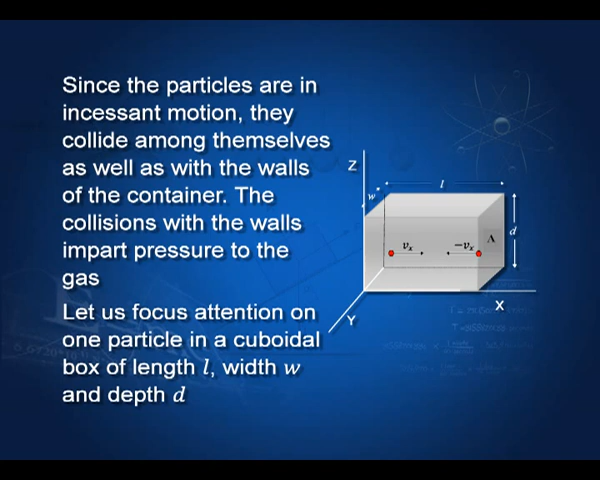 Since the particles are in
incessant motion, they
collide among themselves
as well as with the walls
of the container. The
collisions with the walls
impart pressure to the
gas
Let us focus attention on
one particle in a cuboidal
box of length l, width w
and depth d
Z
w
l
d
A
vₓ
−vₓ
X
Y